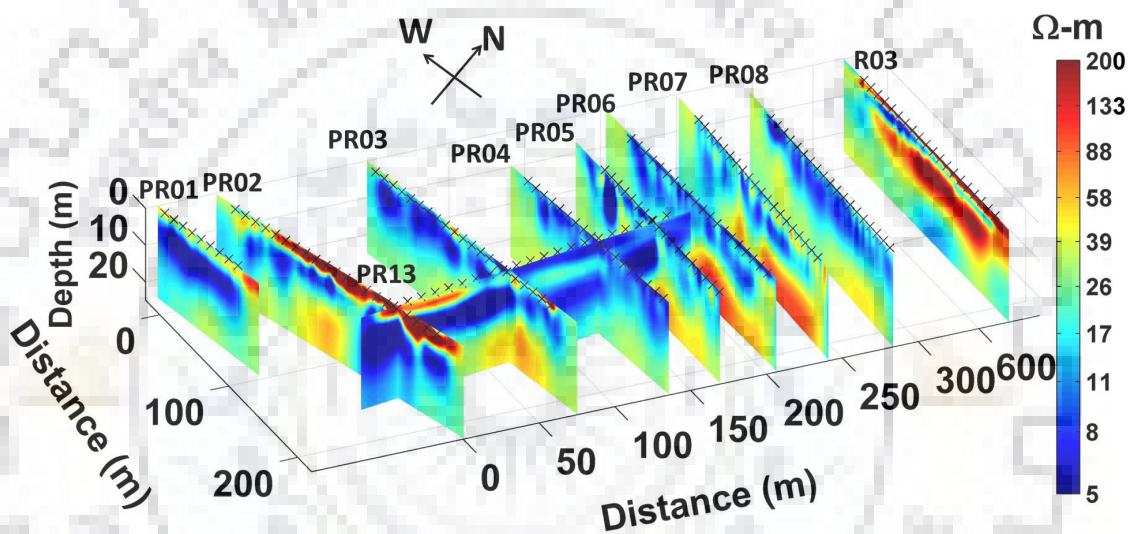 Ω-m
W N
200
133
88
58
39
26
17
11
8
5
R03
PR08
PR07
PR06
PR05
PR04
PR03
PR02
PR01
PR13
0
10
20
Depth (m)
0
100
200
Distance (m)
0
50
100
150
200
250
300
600
Distance (m)